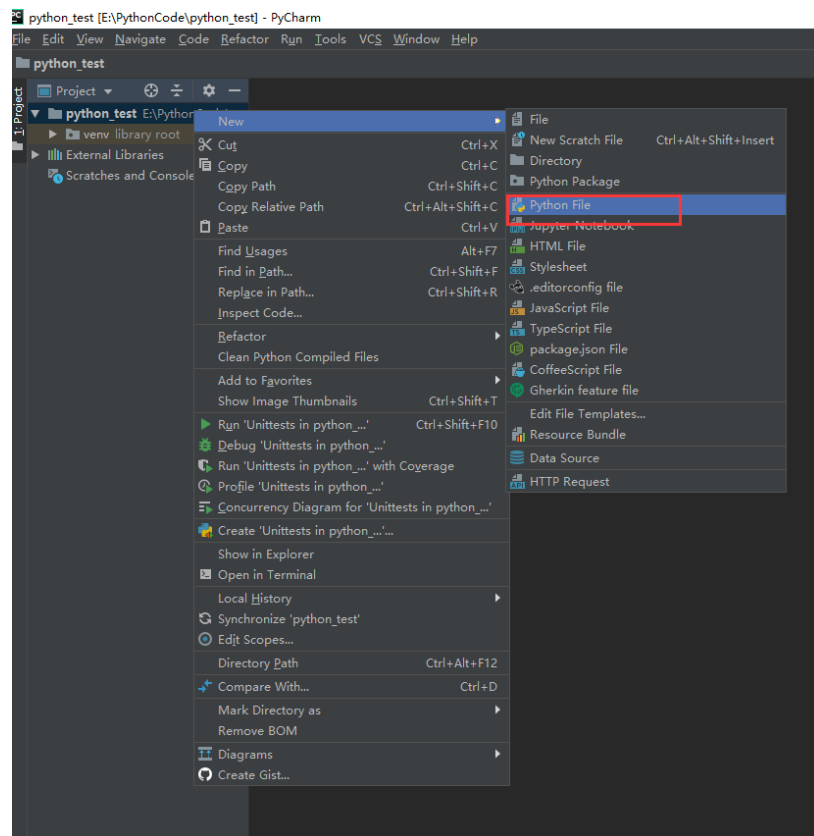 PC python_test [E:\PythonCode\python_test] - PyCharm
File Edit View Navigate Code Refactor Run Tools VCS Window Help
python_test
1: Project
Project
python_test E:\Python
venv library root
External Libraries
Scratches and Console
New
Cut Ctrl+X
Copy Ctrl+C
Copy Path Ctrl+Shift+C
Copy Relative Path Ctrl+Alt+Shift+C
Paste Ctrl+V
Find Usages Alt+F7
Find in Path... Ctrl+Shift+F
Replace in Path... Ctrl+Shift+R
Inspect Code...
Refactor
Clean Python Compiled Files
Add to Favorites
Show Image Thumbnails Ctrl+Shift+T
Run 'Unittests in python_...' Ctrl+Shift+F10
Debug 'Unittests in python_...'
Run 'Unittests in python_...' with Coverage
Profile 'Unittests in python_...'
Concurrency Diagram for 'Unittests in python_...'
Create 'Unittests in python_...'...
Show in Explorer
Open in Terminal
Local History
Synchronize 'python_test'
Edit Scopes...
Directory Path Ctrl+Alt+F12
Compare With... Ctrl+D
Mark Directory as
Remove BOM
Diagrams
Create Gist...
File
New Scratch File Ctrl+Alt+Shift+Insert
Directory
Python Package
Python File
Jupyter Notebook
HTML File
Stylesheet
.editorconfig file
JavaScript File
TypeScript File
package.json File
CoffeeScript File
Gherkin feature file
Edit File Templates...
Resource Bundle
Data Source
HTTP Request